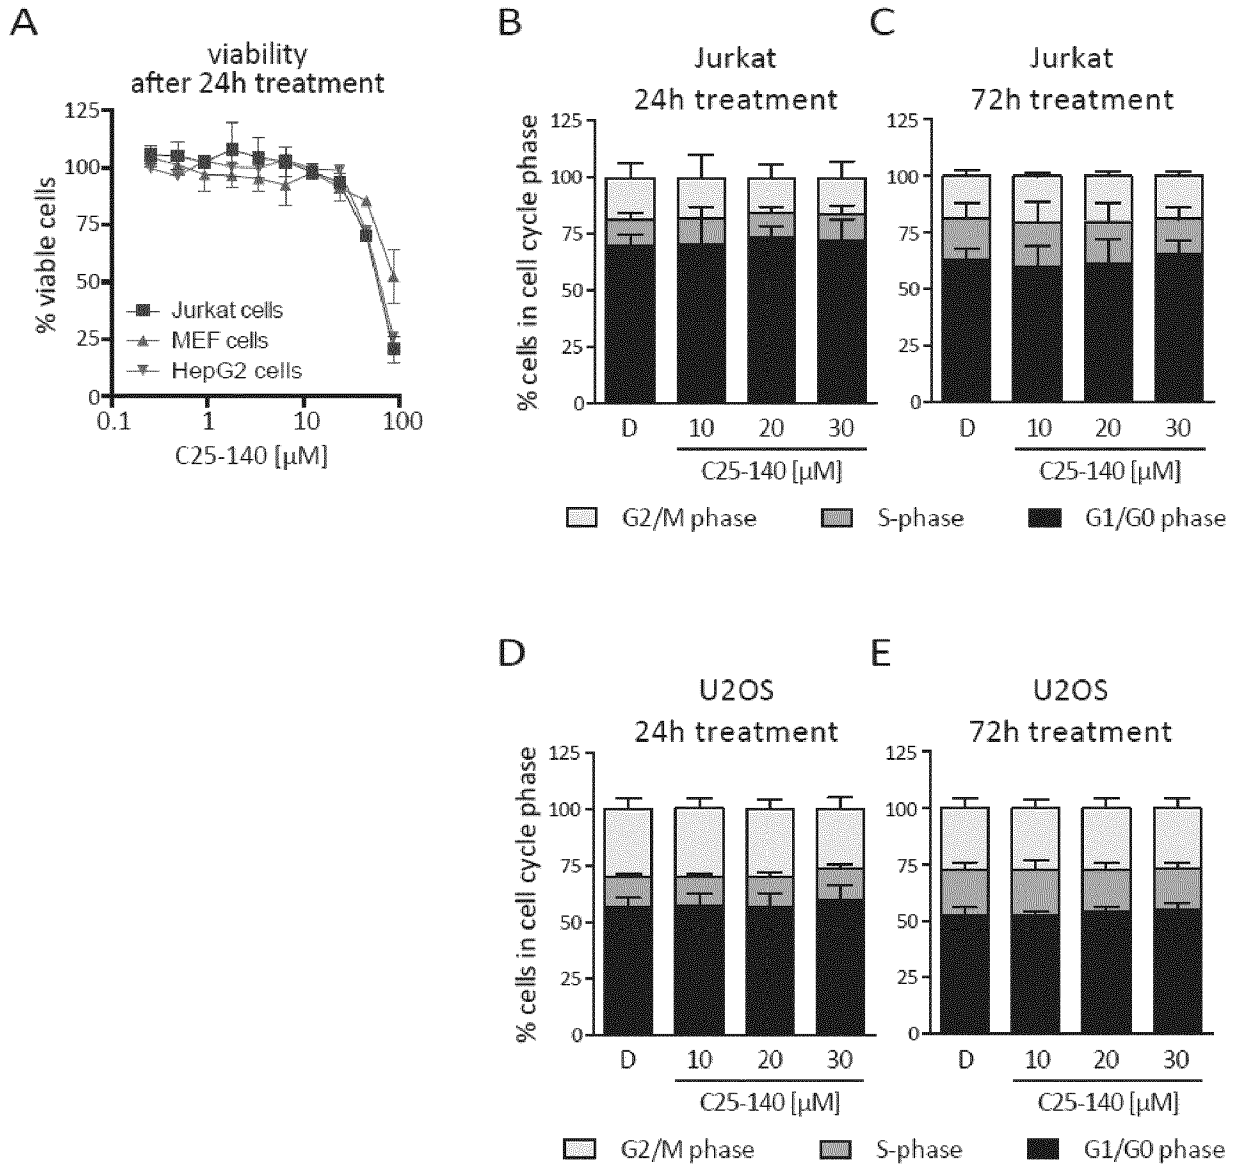 A
viability
after 24h treatment
% viable cells
125
100
75
50
25
0
Jurkat cells
MEF cells
HepG2 cells
0.1
1
10
100
C25-140 [µM]
B
Jurkat
24h treatment
% cells in cell cycle phase
125
100
75
50
25
0
D
10
20
30
C25-140 [µM]
C
Jurkat
72h treatment
125
100
75
50
25
0
D
10
20
30
C25-140 [µM]
G2/M phase
S-phase
G1/G0 phase
D
U2OS
24h treatment
% cells in cell cycle phase
125
100
75
50
25
0
D
10
20
30
C25-140 [µM]
E
U2OS
72h treatment
125
100
75
50
25
0
D
10
20
30
C25-140 [µM]
G2/M phase
S-phase
G1/G0 phase